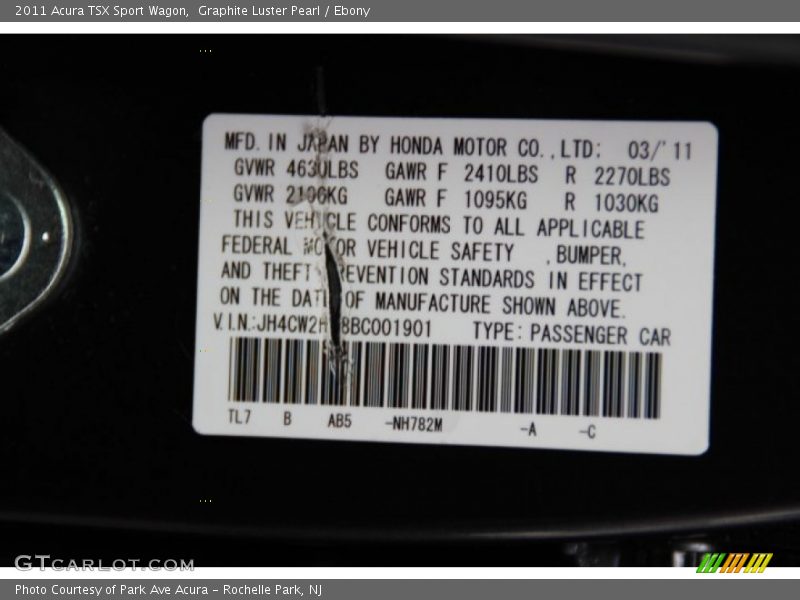 2011 Acura TSX Sport Wagon,  Graphite Luster Pearl / Ebony
MFD. IN JAPAN BY HONDA MOTOR CO.,LTD: 03/'11
GVWR 4630LBS GAWR F 2410LBS R 2270LBS
GVWR 2100KG GAWR F 1095KG R 1030KG
THIS VEHICLE CONFORMS TO ALL APPLICABLE
FEDERAL MOTOR VEHICLE SAFETY ,BUMPER,
AND THEFT PREVENTION STANDARDS IN EFFECT
ON THE DATE OF MANUFACTURE SHOWN ABOVE.
V.I.N.: TYPE: PASSENGER CAR
TL7 B AB5 -NH782M -A -C
GTCARLOT.COM
Photo Courtesy of Park Ave Acura – Rochelle Park, NJ